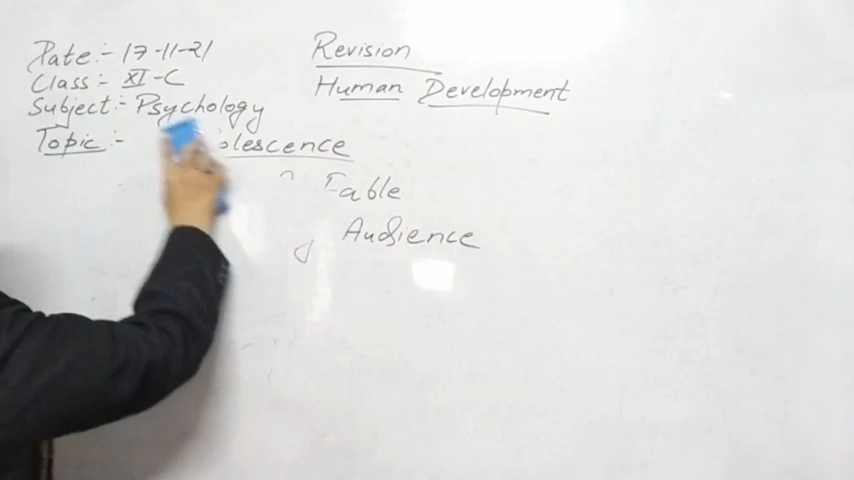 Date:- 17-11-21
Class:- XI-C
Subject:- Psychology
Topic:- olescence
Revision
Human Development
Fable
Audience